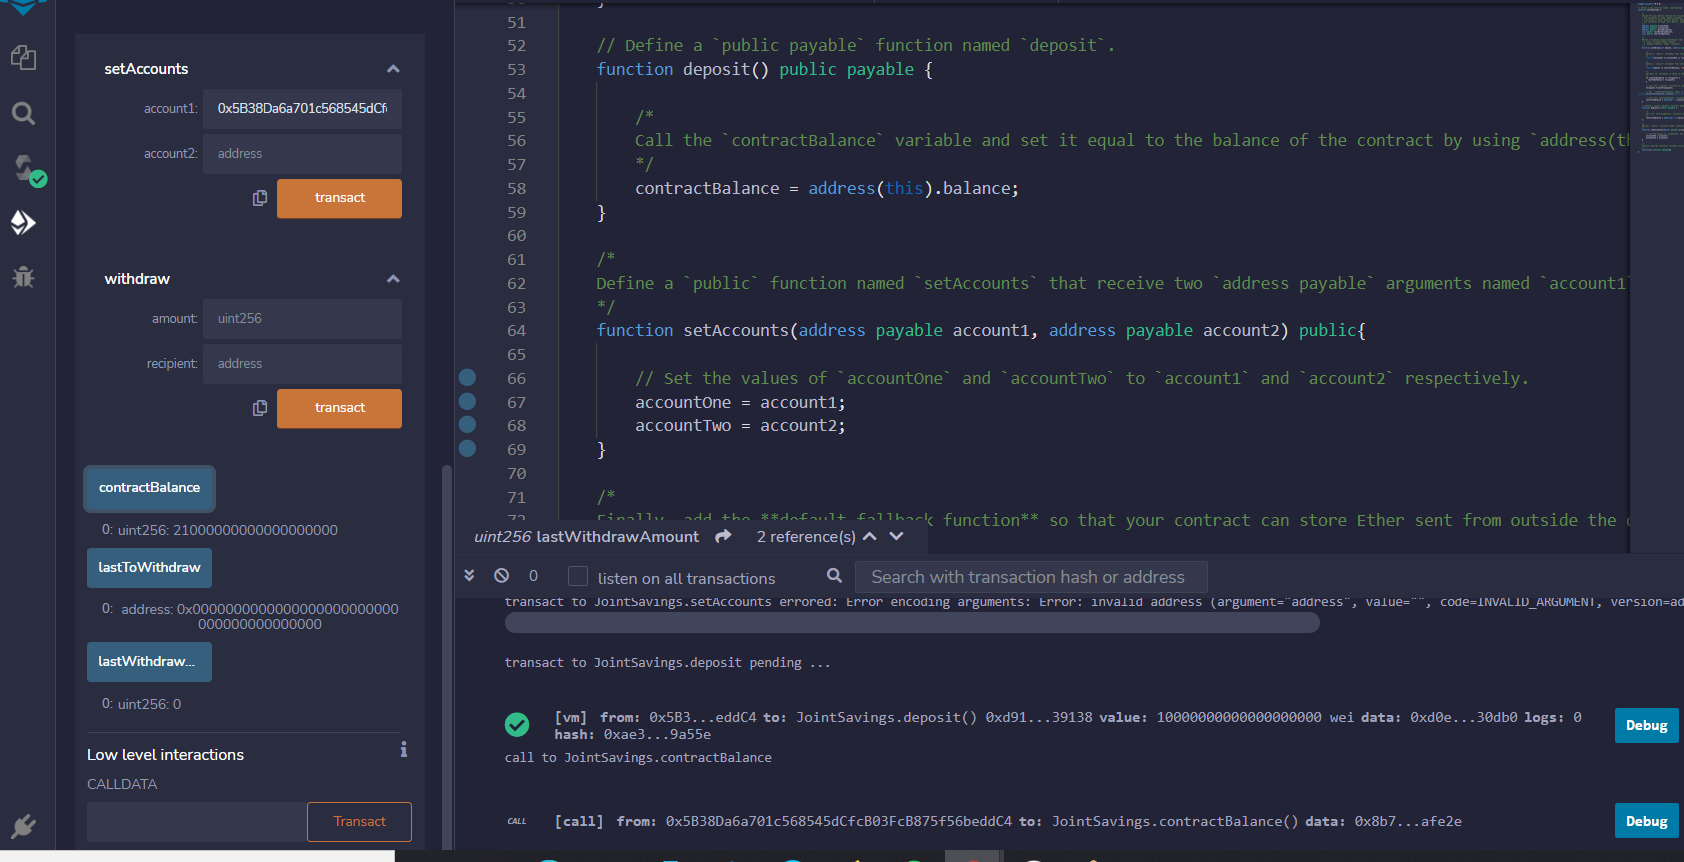 setAccounts
account1: 0x5B38Da6a701c568545dCf
account2: address
transact
withdraw
amount: uint256
recipient: address
transact
contractBalance
0: uint256: 21000000000000000000
lastToWithdraw
0: address: 0x0000000000000000000000000
000000000000000
lastWithdraw...
0: uint256: 0
Low level interactions
i
CALLDATA
Transact
51
52 // Define a `public payable` function named `deposit`.
53 function deposit() public payable {
54
55 /*
56 Call the `contractBalance` variable and set it equal to the balance of the contract by using `address(th
57 */
58 contractBalance = address(this).balance;
59 }
60
61 /*
62 Define a `public` function named `setAccounts` that receive two `address payable` arguments named `account1`
63 */
64 function setAccounts(address payable account1, address payable account2) public{
65
66 // Set the values of `accountOne` and `accountTwo` to `account1` and `account2` respectively.
67 accountOne = account1;
68 accountTwo = account2;
69 }
70
71 /*
72 Finally, add the **default fallback function** so that your contract can store Ether sent from outside the
uint256 lastWithdrawAmount 2 reference(s)
0 listen on all transactions Search with transaction hash or address
transact to JointSavings.setAccounts errored: Error encoding arguments: Error: invalid address (argument="address", value="", code=INVALID_ARGUMENT, version=ad
transact to JointSavings.deposit pending ...
[vm] from: 0x5B3...eddC4 to: JointSavings.deposit() 0xd91...39138 value: 10000000000000000000 wei data: 0xd0e...30db0 logs: 0
hash: 0xae3...9a55e
Debug
call to JointSavings.contractBalance
CALL [call] from: 0x5B38Da6a701c568545dCfcB03FcB875f56beddC4 to: JointSavings.contractBalance() data: 0x8b7...afe2e
Debug